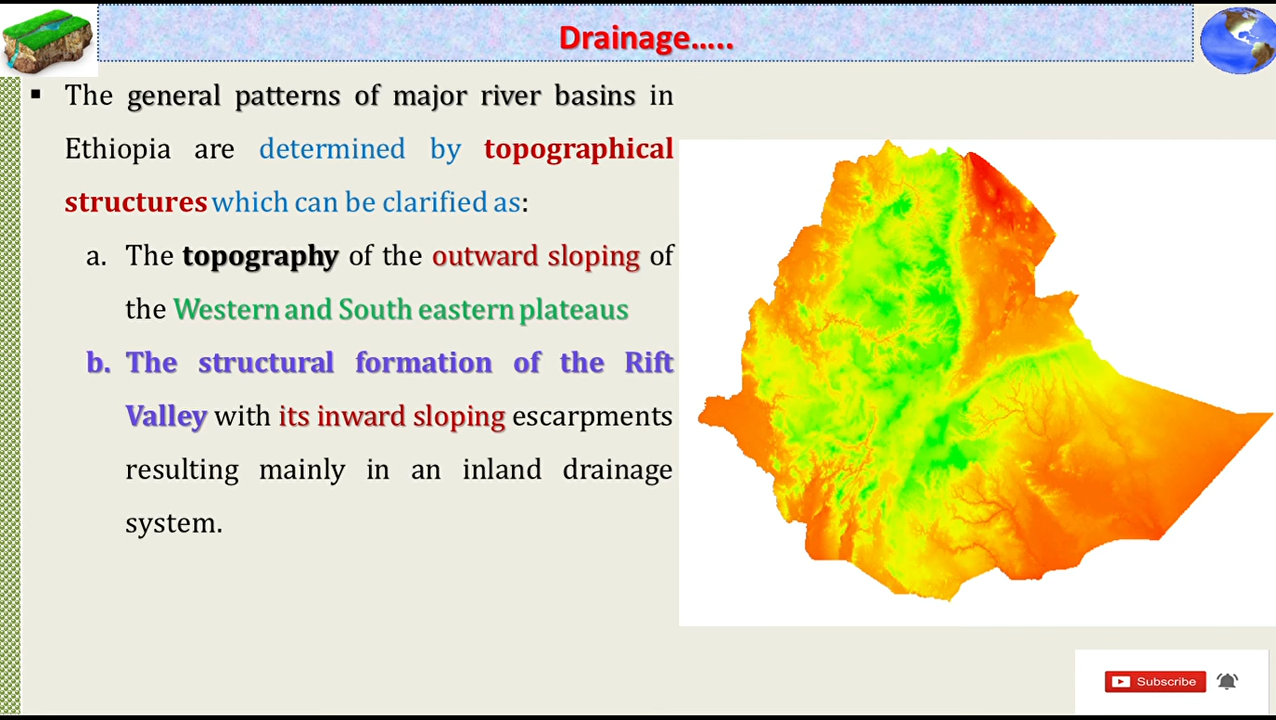 Drainage…..
▪ The general patterns of major river basins in
Ethiopia are determined by topographical
structures which can be clarified as:
a. The topography of the outward sloping of
the Western and South eastern plateaus
b. The structural formation of the Rift
Valley with its inward sloping escarpments
resulting mainly in an inland drainage
system.
Subscribe